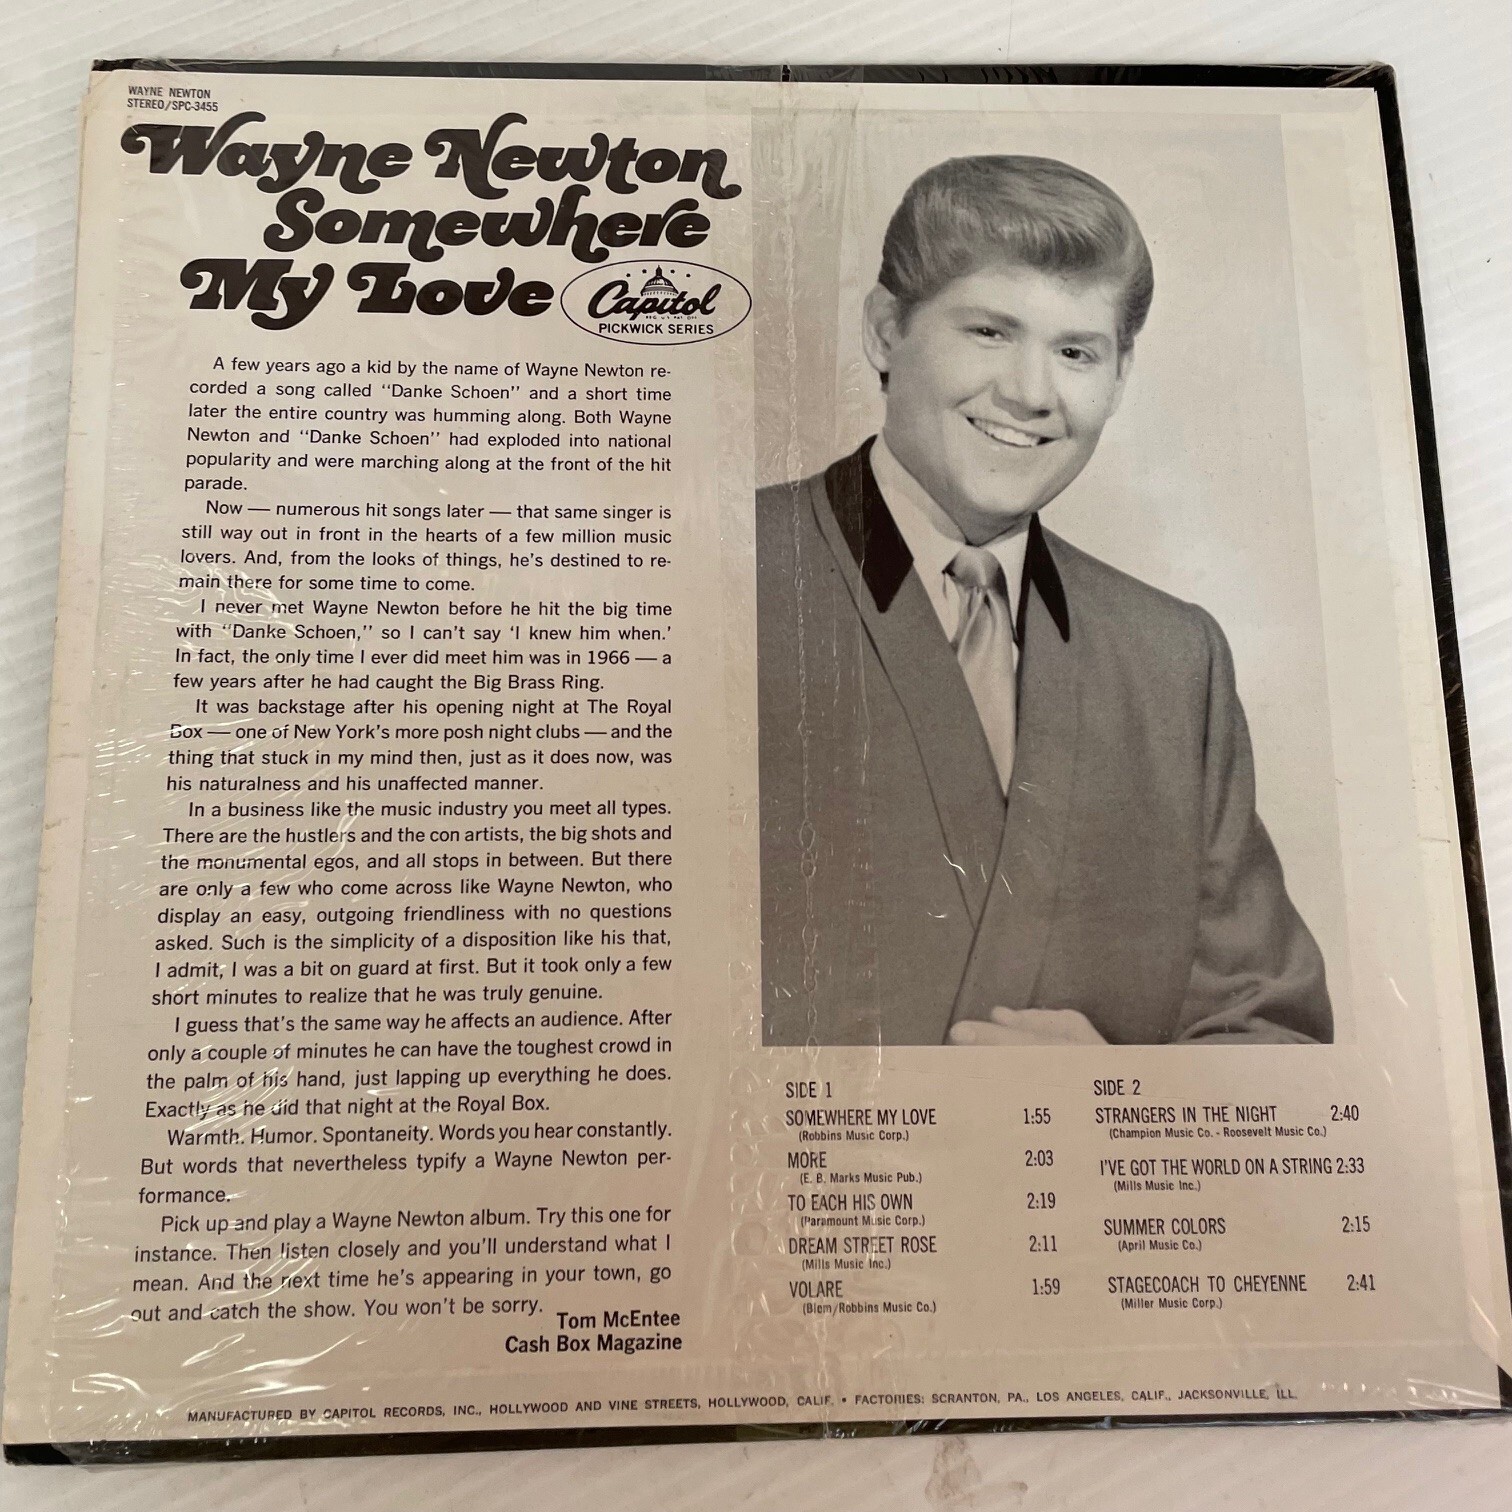 WAYNE NEWTON
STEREO/SPC-3455
Wayne Newton
Somewhere
My Love
Capitol
PICKWICK SERIES
A few years ago a kid by the name of Wayne Newton re-
corded a song called "Danke Schoen" and a short time
later the entire country was humming along. Both Wayne
Newton and "Danke Schoen" had exploded into national
popularity and were marching along at the front of the hit
parade.
Now — numerous hit songs later — that same singer is
still way out in front in the hearts of a few million music
lovers. And, from the looks of things, he's destined to re-
main there for some time to come.
I never met Wayne Newton before he hit the big time
with "Danke Schoen," so I can't say 'I knew him when.'
In fact, the only time I ever did meet him was in 1966 — a
few years after he had caught the Big Brass Ring.
It was backstage after his opening night at The Royal
Box — one of New York's more posh night clubs — and the
thing that stuck in my mind then, just as it does now, was
his naturalness and his unaffected manner.
In a business like the music industry you meet all types.
There are the hustlers and the con artists, the big shots and
the monumental egos, and all stops in between. But there
are only a few who come across like Wayne Newton, who
display an easy, outgoing friendliness with no questions
asked. Such is the simplicity of a disposition like his that,
I admit, I was a bit on guard at first. But it took only a few
short minutes to realize that he was truly genuine.
I guess that's the same way he affects an audience. After
only a couple of minutes he can have the toughest crowd in
the palm of his hand, just lapping up everything he does.
Exactly as he did that night at the Royal Box.
Warmth. Humor. Spontaneity. Words you hear constantly.
But words that nevertheless typify a Wayne Newton per-
formance.
Pick up and play a Wayne Newton album. Try this one for
instance. Then listen closely and you'll understand what I
mean. And the next time he's appearing in your town, go
out and catch the show. You won't be sorry.
Tom McEntee
Cash Box Magazine
SIDE 1
SOMEWHERE MY LOVE 1:55
(Robbins Music Corp.)
MORE 2:03
(E. B. Marks Music Pub.)
TO EACH HIS OWN 2:19
(Paramount Music Corp.)
DREAM STREET ROSE 2:11
(Mills Music Inc.)
VOLARE 1:59
(Blem/Robbins Music Co.)
SIDE 2
STRANGERS IN THE NIGHT 2:40
(Champion Music Co. - Roosevelt Music Co.)
I'VE GOT THE WORLD ON A STRING 2:33
(Mills Music Inc.)
SUMMER COLORS 2:15
(April Music Co.)
STAGECOACH TO CHEYENNE 2:41
(Miller Music Corp.)
MANUFACTURED BY CAPITOL RECORDS, INC., HOLLYWOOD AND VINE STREETS, HOLLYWOOD, CALIF. • FACTORIES: SCRANTON, PA., LOS ANGELES, CALIF., JACKSONVILLE, ILL.